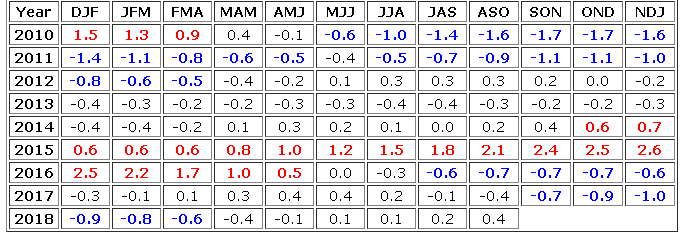 Year DJF JFM FMA MAM AMJ MJJ JJA JAS ASO SON OND NDJ
2010 1.5 1.3 0.9 0.4 -0.1 -0.6 -1.0 -1.4 -1.6 -1.7 -1.7 -1.6
2011 -1.4 -1.1 -0.8 -0.6 -0.5 -0.4 -0.5 -0.7 -0.9 -1.1 -1.1 -1.0
2012 -0.8 -0.6 -0.5 -0.4 -0.2 0.1 0.3 0.3 0.3 0.2 0.0 -0.2
2013 -0.4 -0.3 -0.2 -0.2 -0.3 -0.3 -0.4 -0.4 -0.3 -0.2 -0.2 -0.3
2014 -0.4 -0.4 -0.2 0.1 0.3 0.2 0.1 0.0 0.2 0.4 0.6 0.7
2015 0.6 0.6 0.6 0.8 1.0 1.2 1.5 1.8 2.1 2.4 2.5 2.6
2016 2.5 2.2 1.7 1.0 0.5 0.0 -0.3 -0.6 -0.7 -0.7 -0.7 -0.6
2017 -0.3 -0.1 0.1 0.3 0.4 0.4 0.2 -0.1 -0.4 -0.7 -0.9 -1.0
2018 -0.9 -0.8 -0.6 -0.4 -0.1 0.1 0.1 0.2 0.4